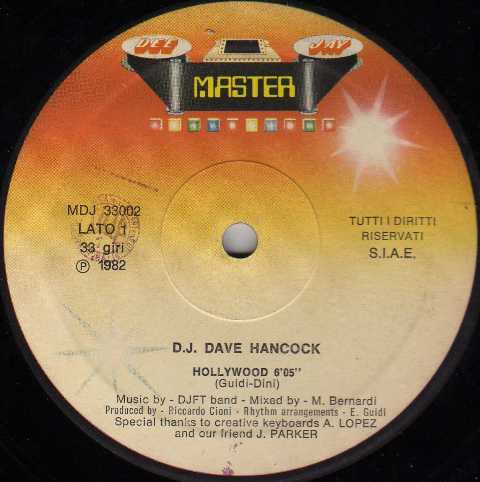 DEE JAY
MASTER
MDJ 33002
LATO 1
33 giri
℗ 1982
TUTTI I DIRITTI
RISERVATI
S.I.A.E.
D.J. DAVE HANCOCK
HOLLYWOOD 6'05"
(Guidi-Dini)
Music by - DJFT band - Mixed by - M. Bernardi
Produced by - Riccardo Cioni - Rhythm arrangements - E. Guidi
Special thanks to creative keyboards A. LOPEZ
and our friend J. PARKER